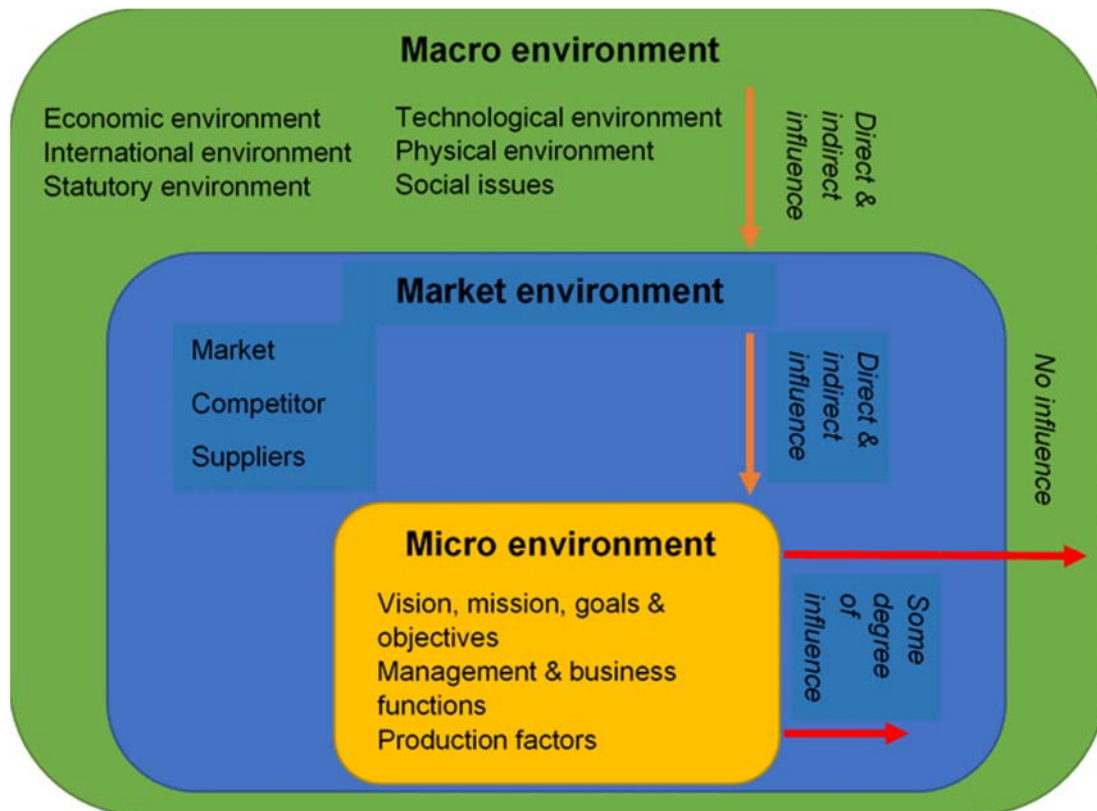 Macro environment
Economic environment
International environment
Statutory environment
Technological environment
Physical environment
Social issues
Direct &
indirect
influence
Market environment
Market
Competitor
Suppliers
Direct &
indirect
influence
No influence
Micro environment
Vision, mission, goals &
objectives
Management & business
functions
Production factors
Some
degree
of
influence